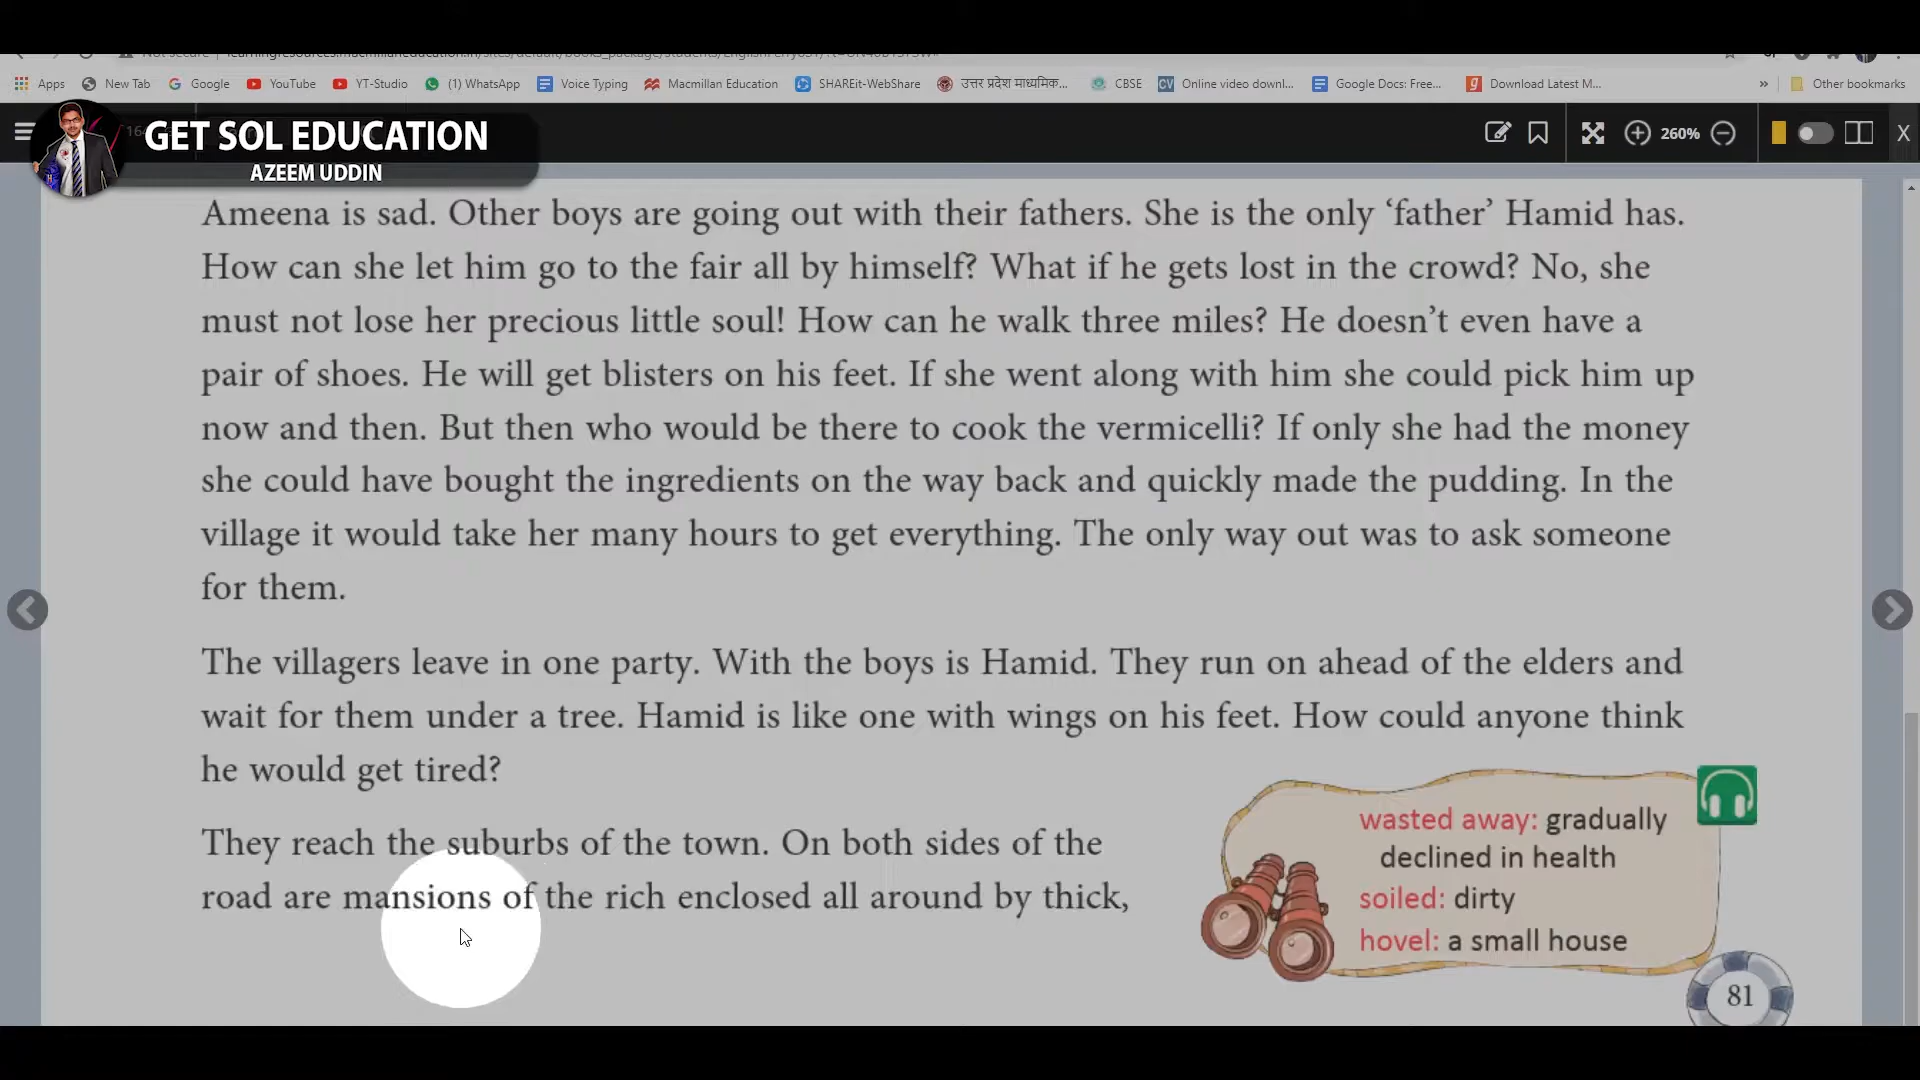 Apps
New Tab
Google
YouTube
YT-Studio
(1) WhatsApp
Voice Typing
Macmillan Education
SHAREit-WebShare
उत्तर प्रदेश माध्यमिक...
CBSE
CV
Online video downl...
Google Docs: Free...
Download Latest M...
»
Other bookmarks
GET SOL EDUCATION
AZEEM UDDIN
260%
X
Ameena is sad. Other boys are going out with their fathers. She is the only ‘father’ Hamid has.
How can she let him go to the fair all by himself? What if he gets lost in the crowd? No, she
must not lose her precious little soul! How can he walk three miles? He doesn’t even have a
pair of shoes. He will get blisters on his feet. If she went along with him she could pick him up
now and then. But then who would be there to cook the vermicelli? If only she had the money
she could have bought the ingredients on the way back and quickly made the pudding. In the
village it would take her many hours to get everything. The only way out was to ask someone
for them.
The villagers leave in one party. With the boys is Hamid. They run on ahead of the elders and
wait for them under a tree. Hamid is like one with wings on his feet. How could anyone think
he would get tired?
They reach the suburbs of the town. On both sides of the
road are mansions of the rich enclosed all around by thick,
wasted away: gradually
declined in health
soiled: dirty
hovel: a small house
81